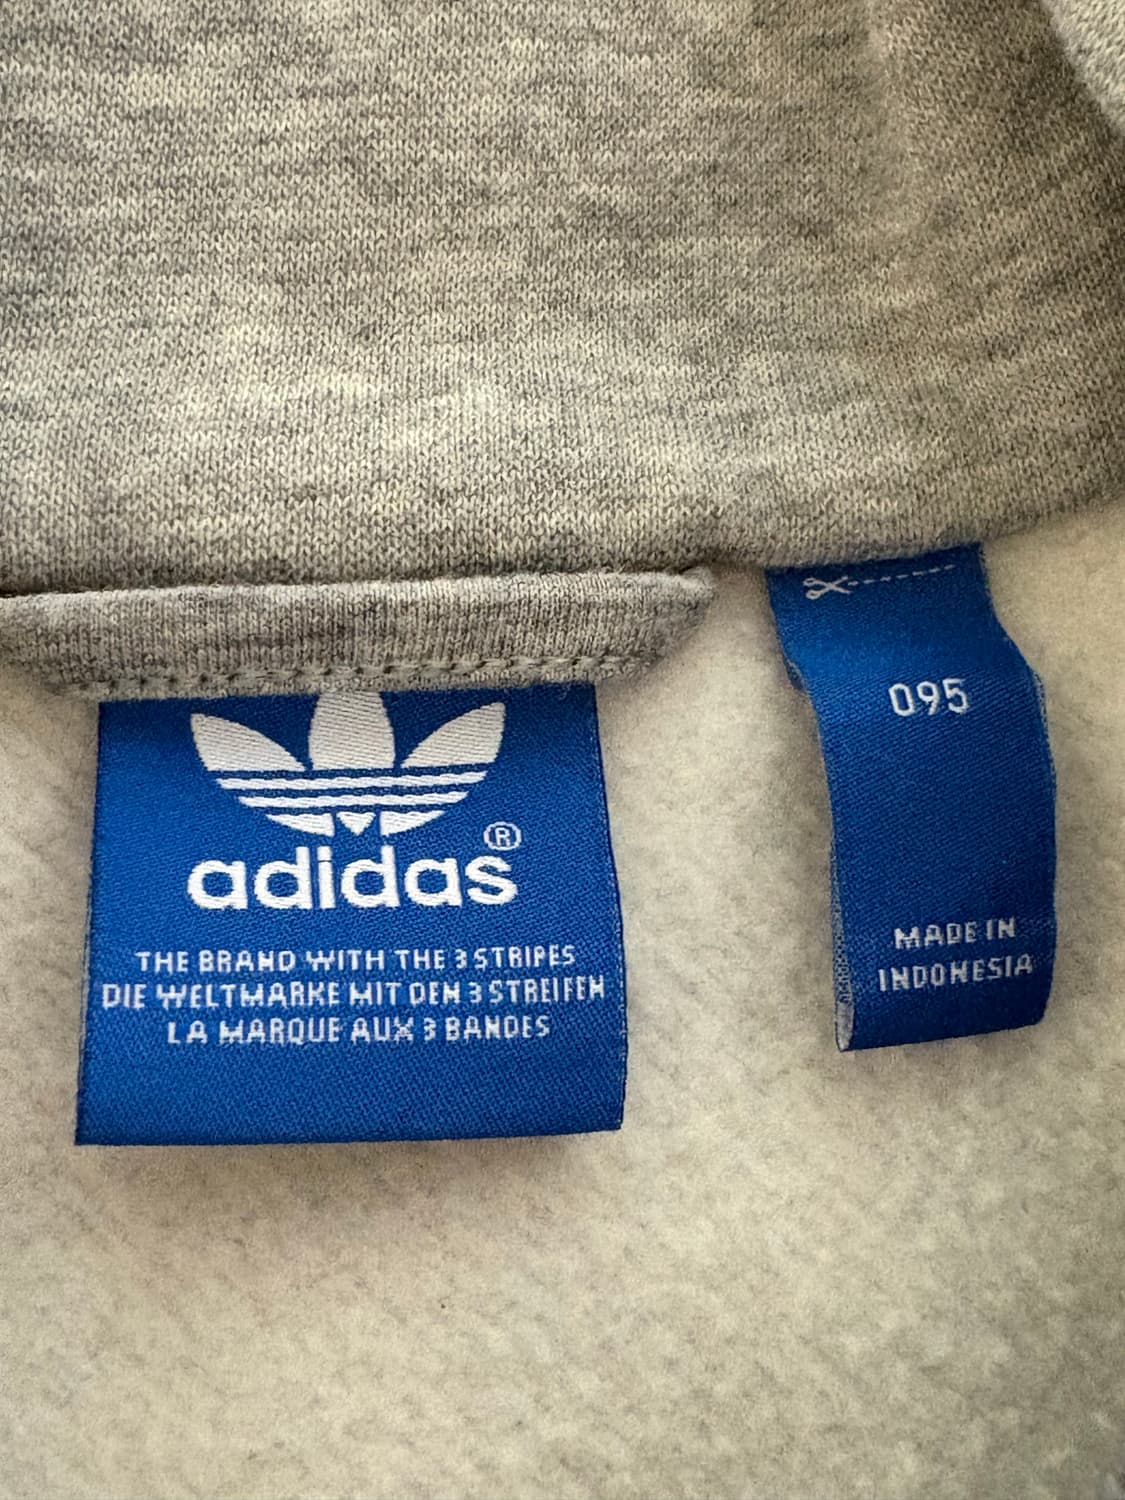 adidas®
THE BRAND WITH THE 3 STRIPES
DIE WELTMARKE MIT DEN 3 STREIFEN
LA MARQUE AUX 3 BANDES
095
MADE IN
INDONESIA